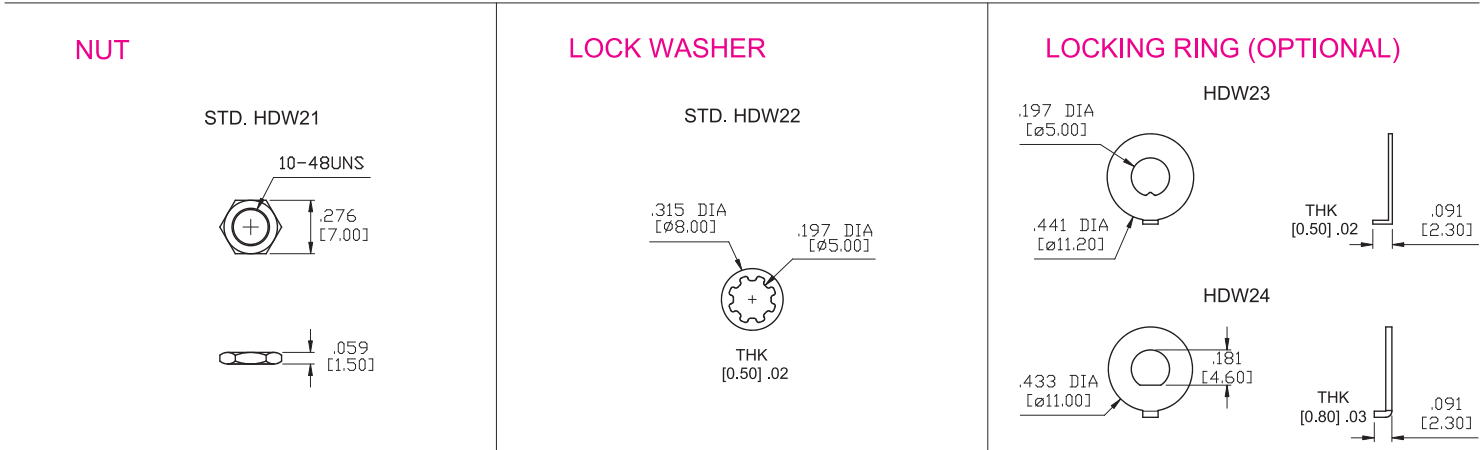 NUT
STD. HDW21
10-48UNS
.276
[7.00]
.059
[1.50]
LOCK WASHER
STD. HDW22
.315 DIA
[ø8.00]
.197 DIA
[ø5.00]
THK
[0.50] .02
LOCKING RING (OPTIONAL)
HDW23
.197 DIA
[ø5.00]
.441 DIA
[ø11.20]
THK
[0.50] .02
.091
[2.30]
HDW24
.181
[4.60]
.433 DIA
[ø11.00]
THK
[0.80] .03
.091
[2.30]